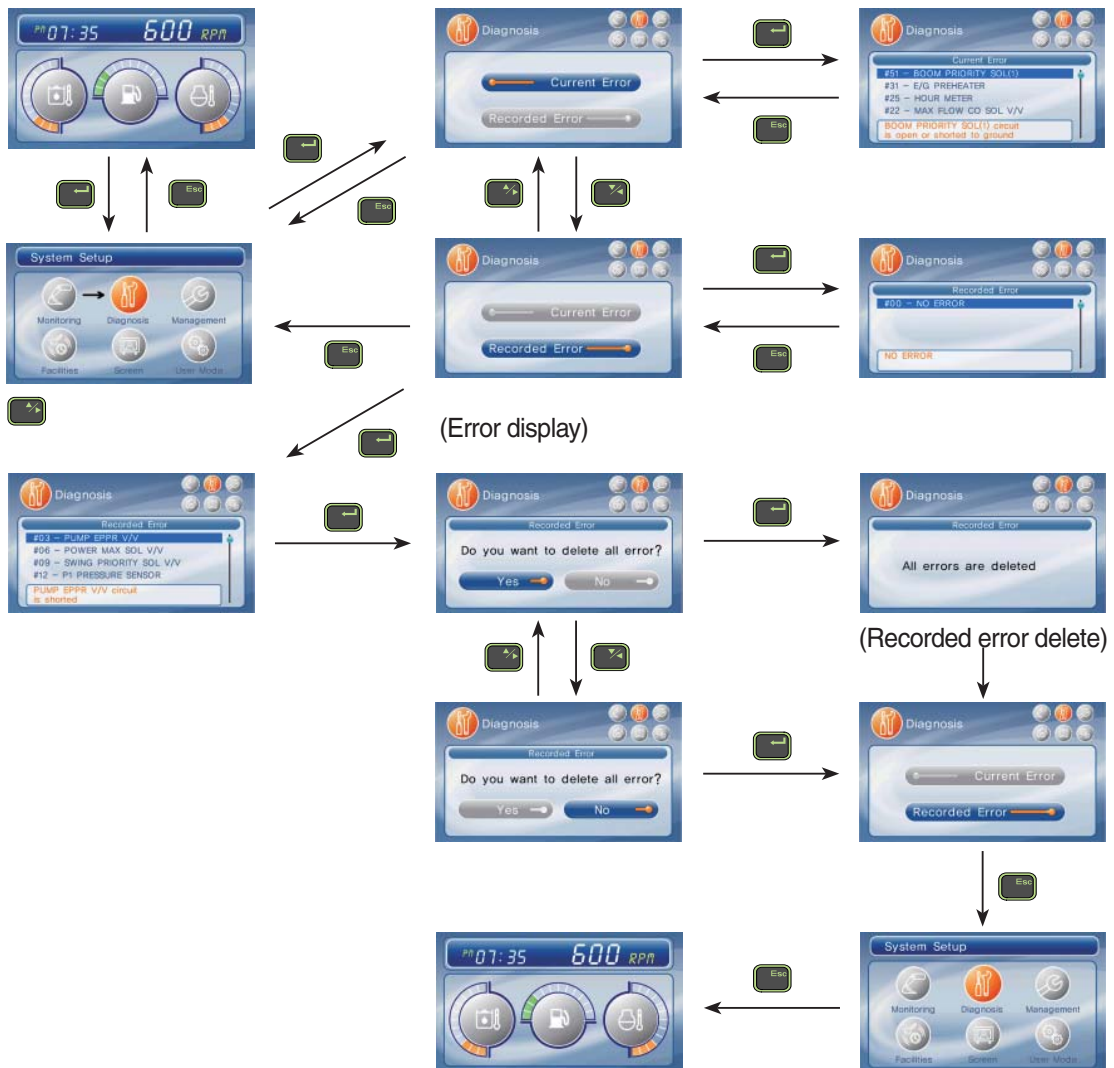 PM 07:35 600 RPM
Diagnosis
Current Error
Recorded Error
Diagnosis
Current Error
#51 - BOOM PRIORITY SOL(1)
#31 - E/G PREHEATER
#25 - HOUR METER
#22 - MAX FLOW CO SOL V/V
BOOM PRIORITY SOL(1) circuit
is open or shorted to ground
Esc
Esc
Esc
System Setup
Monitoring
Diagnosis
Management
Facilities
Screen
User Mode
Diagnosis
Current Error
Recorded Error
Diagnosis
Recorded Error
#00 - NO ERROR
NO ERROR
Esc
Esc
(Error display)
Diagnosis
Recorded Error
#03 - PUMP EPPR V/V
#06 - POWER MAX SOL V/V
#09 - SWING PRIORITY SOL V/V
#12 - P1 PRESSURE SENSOR
PUMP EPPR V/V circuit
is shorted
Diagnosis
Recorded Error
Do you want to delete all error?
Yes
No
Diagnosis
Recorded Error
All errors are deleted
(Recorded error delete)
Diagnosis
Recorded Error
Do you want to delete all error?
Yes
No
Diagnosis
Current Error
Recorded Error
Esc
PM 07:35 600 RPM
Esc
System Setup
Monitoring
Diagnosis
Management
Facilities
Screen
User Mode